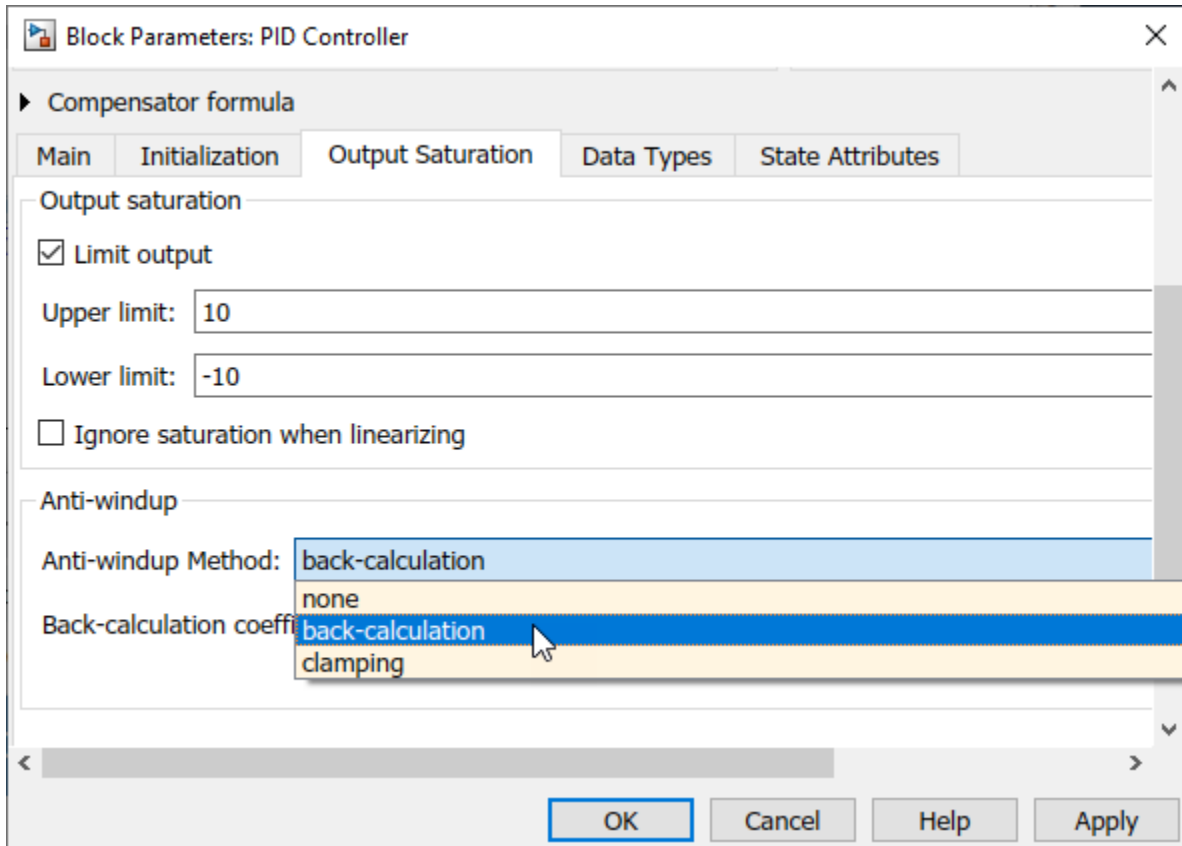 Block Parameters: PID Controller
Compensator formula
Main Initialization Output Saturation Data Types State Attributes
Output saturation
Limit output
Upper limit: 10
Lower limit: -10
Ignore saturation when linearizing
Anti-windup
Anti-windup Method: back-calculation
none
Back-calculation coeffi back-calculation
clamping
OK Cancel Help Apply